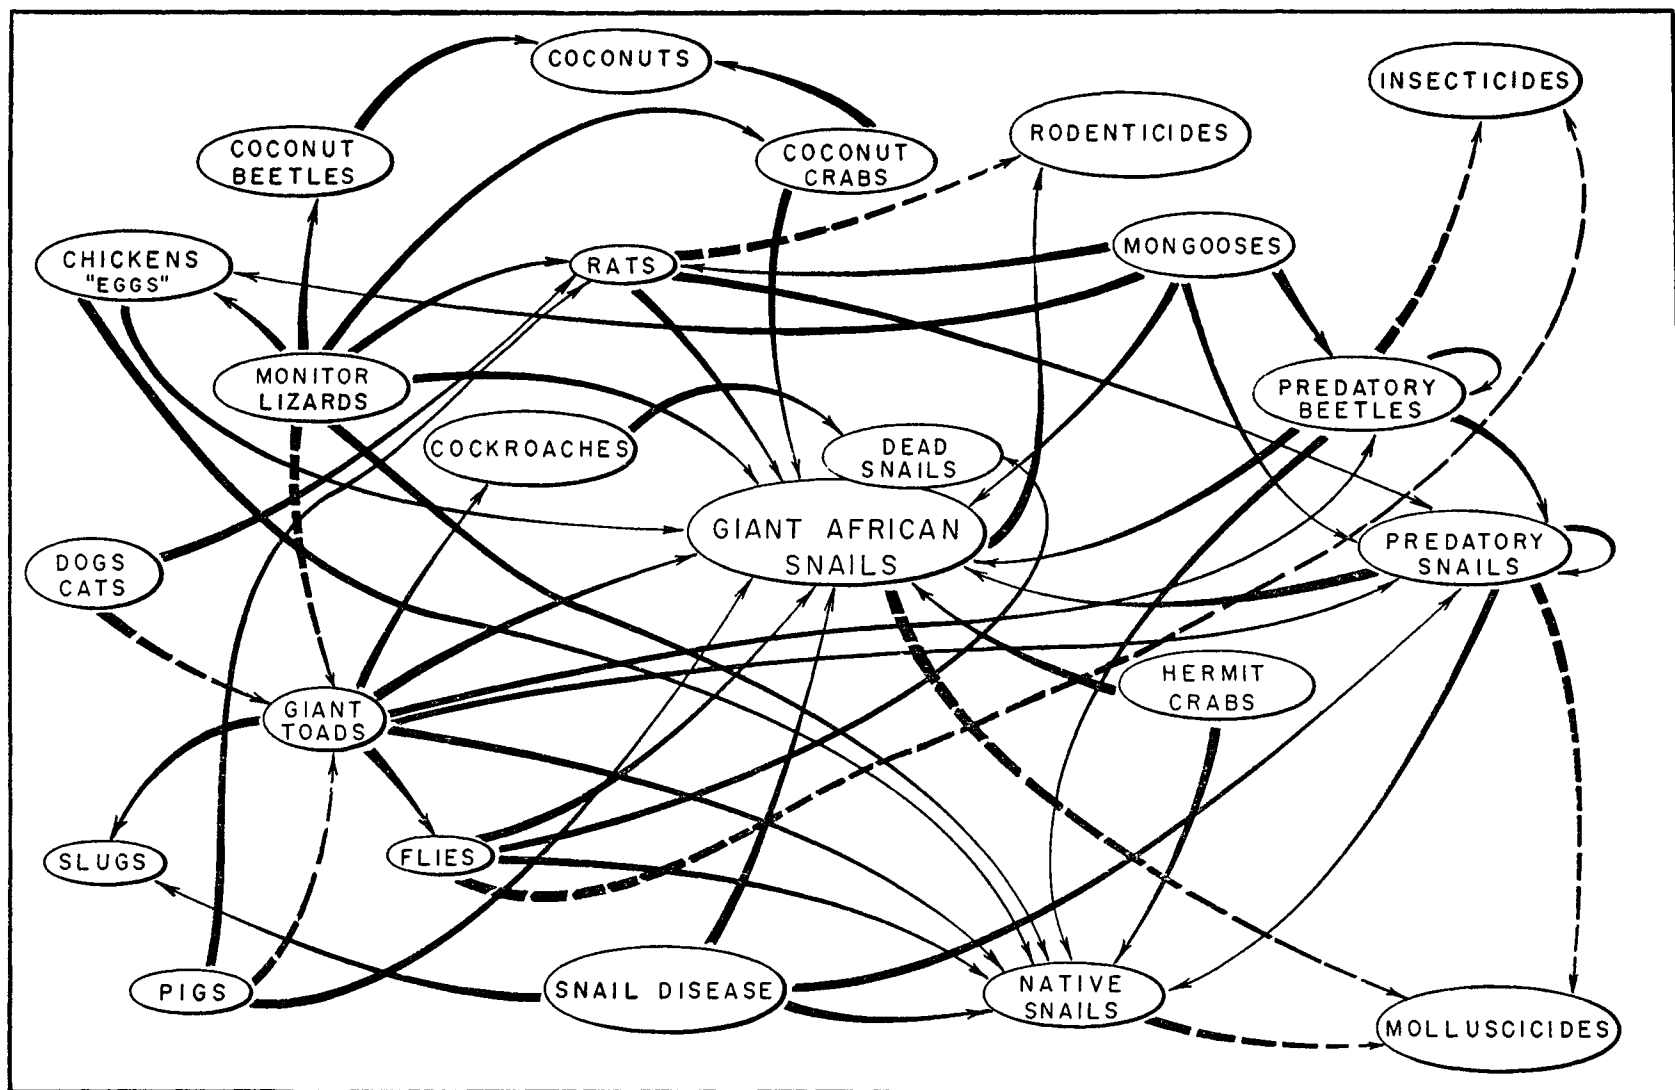 COCONUTS
INSECTICIDES
COCONUT
BEETLES
COCONUT
CRABS
RODENTICIDES
CHICKENS
"EGGS"
RATS
MONGOOSES
MONITOR
LIZARDS
PREDATORY
BEETLES
COCKROACHES
DEAD
SNAILS
GIANT AFRICAN
SNAILS
PREDATORY
SNAILS
DOGS
CATS
HERMIT
CRABS
GIANT
TOADS
SLUGS
FLIES
PIGS
SNAIL DISEASE
NATIVE
SNAILS
MOLLUSCICIDES